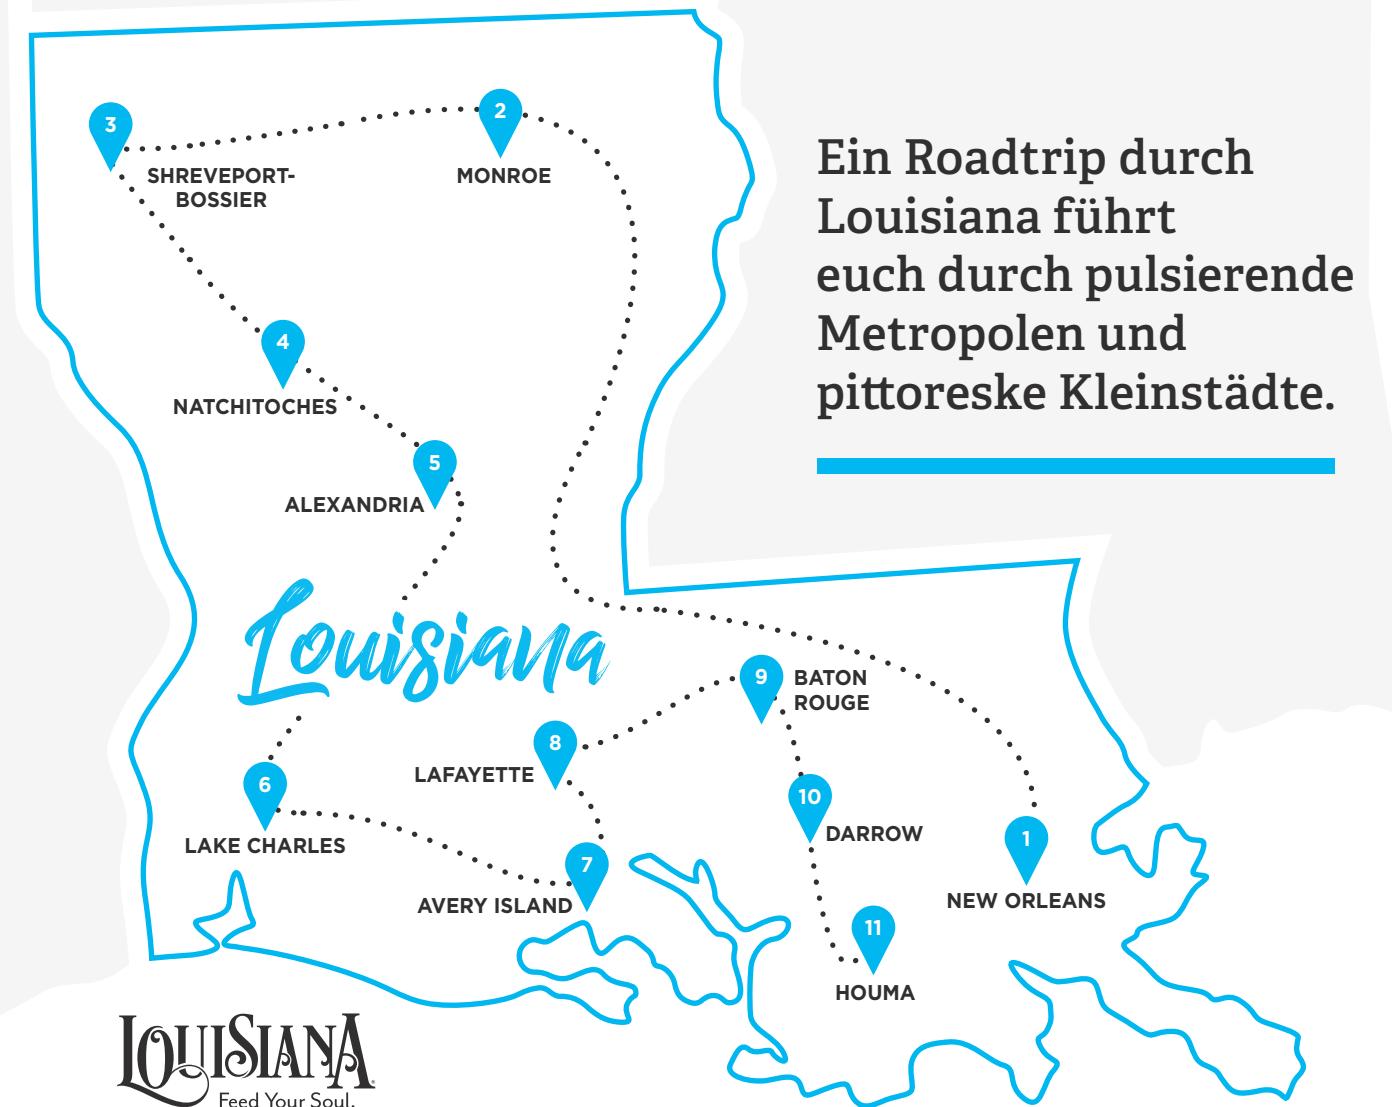 Ein Roadtrip durch
Louisiana führt
euch durch pulsierende
Metropolen und
pittoreske Kleinstädte.
3
SHREVEPORT-
BOSSIER
2
MONROE
4
NATCHITOCHES
5
ALEXANDRIA
Louisiana
9
BATON
ROUGE
8
LAFAYETTE
6
LAKE CHARLES
10
DARROW
1
NEW ORLEANS
7
AVERY ISLAND
11
HOUMA
LOUISIANA
Feed Your Soul.